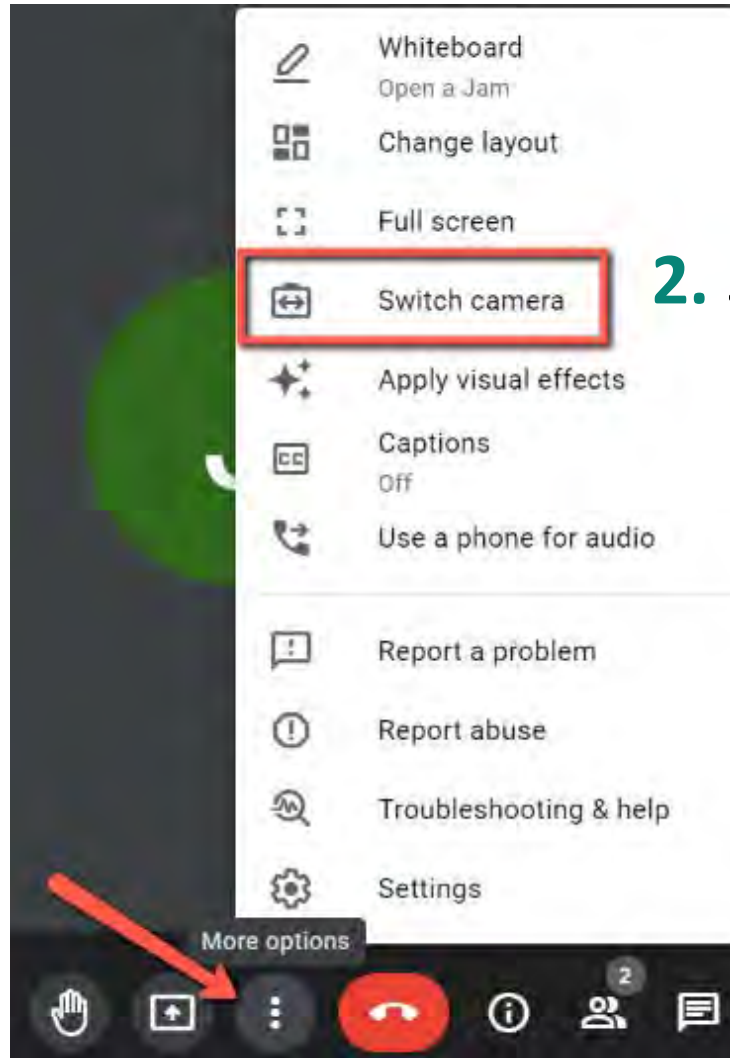 Whiteboard
Open a Jam
Change layout
Full screen
Switch camera
2.
Apply visual effects
CC
Captions
Off
Use a phone for audio
Report a problem
Report abuse
Troubleshooting & help
Settings
More options
2